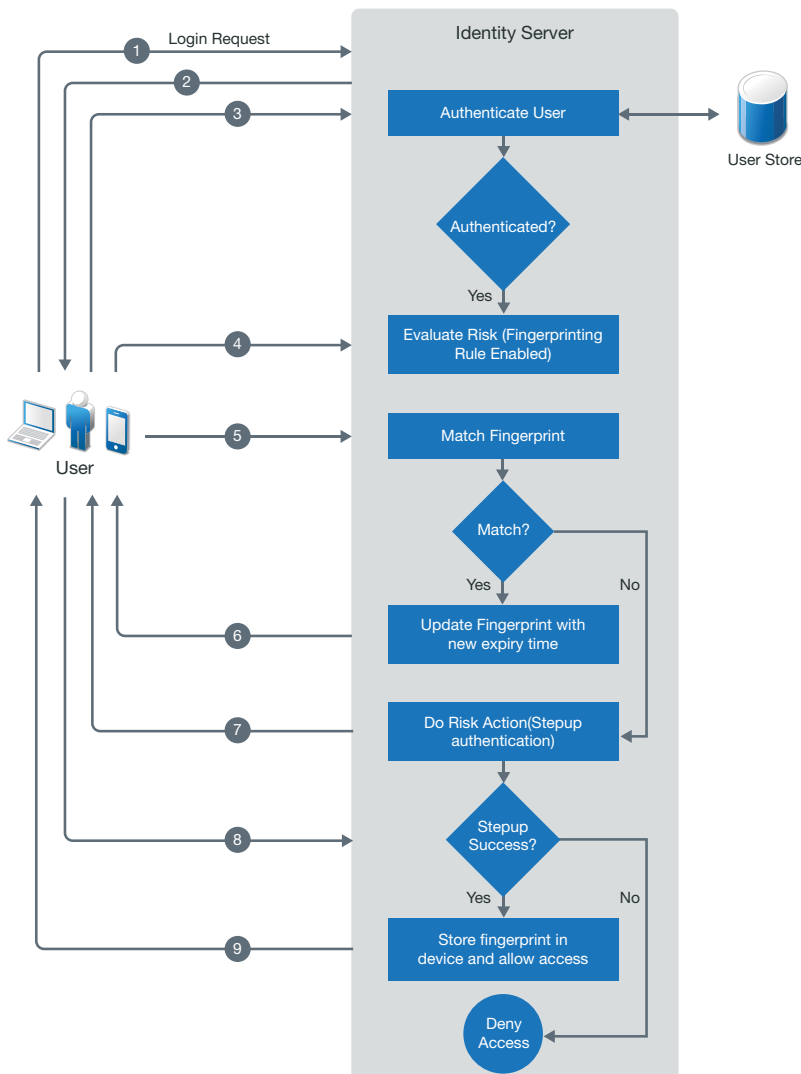 Identity Server
Login Request
1
2
3
Authenticate User
User Store
Authenticated?
Yes
4
Evaluate Risk (Fingerprinting
Rule Enabled)
User
5
Match Fingerprint
Match?
Yes
No
6
Update Fingerprint with
new expiry time
7
Do Risk Action(Stepup
authentication)
8
Stepup
Success?
Yes
No
9
Store fingerprint in
device and allow access
Deny
Access